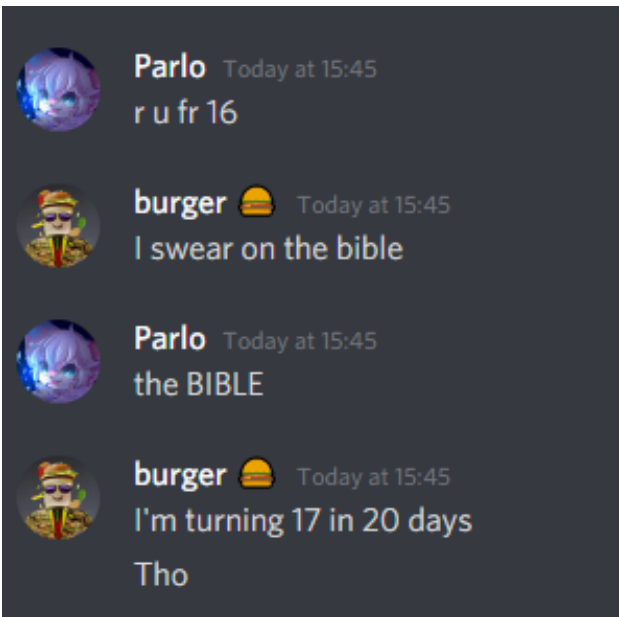 Parlo Today at 15:45
r u fr 16
burger 🍔 Today at 15:45
I swear on the bible
Parlo Today at 15:45
the BIBLE
burger 🍔 Today at 15:45
I'm turning 17 in 20 days
Tho